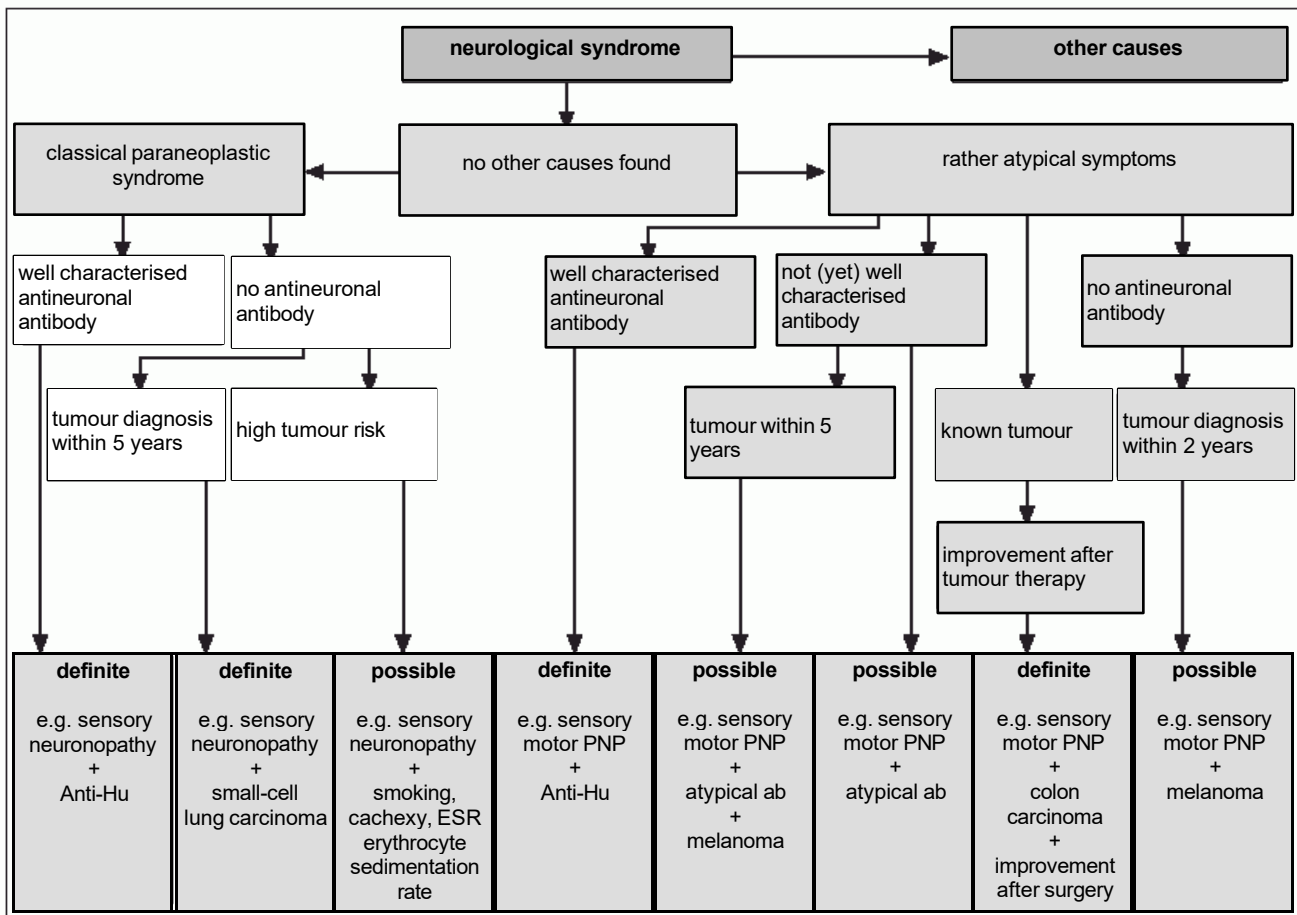 neurological syndrome
other causes
classical paraneoplastic
syndrome
no other causes found
rather atypical symptoms
well characterised
antineuronal
antibody
no antineuronal
antibody
well characterised
antineuronal
antibody
not (yet) well
characterised
antibody
no antineuronal
antibody
tumour diagnosis
within 5 years
high tumour risk
tumour within 5
years
known tumour
tumour diagnosis
within 2 years
improvement after
tumour therapy
definite
e.g. sensory
neuronopathy
+
Anti-Hu
definite
e.g. sensory
neuronopathy
+
small-cell
lung carcinoma
possible
e.g. sensory
neuronopathy
+
smoking,
cachexy, ESR
erythrocyte
sedimentation
rate
definite
e.g. sensory
motor PNP
+
Anti-Hu
possible
e.g. sensory
motor PNP
+
atypical ab
+
melanoma
possible
e.g. sensory
motor PNP
+
atypical ab
definite
e.g. sensory
motor PNP
+
colon
carcinoma
+
improvement
after surgery
possible
e.g. sensory
motor PNP
+
melanoma